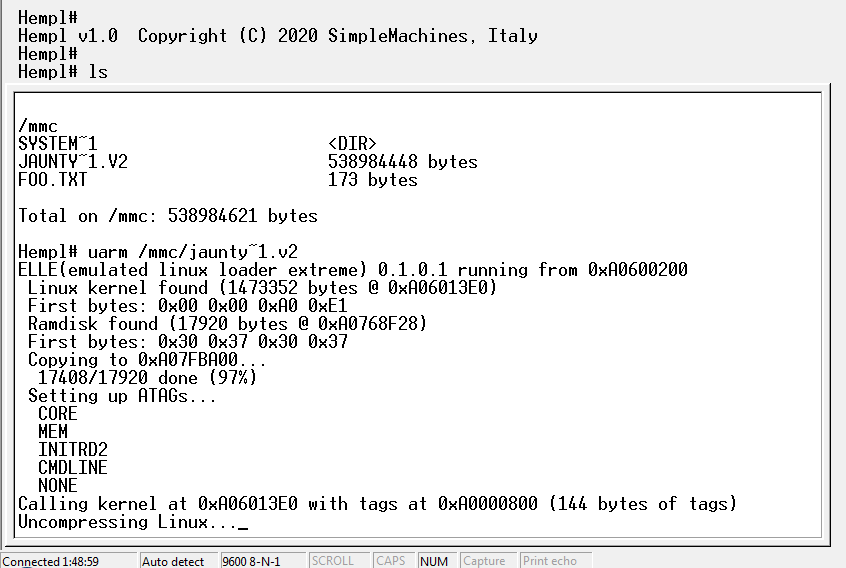 Hempl#
Hempl v1.0  Copyright (C) 2020 SimpleMachines, Italy
Hempl#
Hempl# ls
/mmc
SYSTEM~1                       <DIR>
JAUNTY~1.V2                    538984448 bytes
FOO.TXT                        173 bytes
Total on /mmc: 538984621 bytes
Hempl# uarm /mmc/jaunty~1.v2
ELLE(emulated linux loader extreme) 0.1.0.1 running from 0xA0600200
 Linux kernel found (1473352 bytes @ 0xA06013E0)
 First bytes: 0x00 0x00 0xA0 0xE1
 Ramdisk found (17920 bytes @ 0xA0768F28)
 First bytes: 0x30 0x37 0x30 0x37
 Copying to 0xA07FBA00...
  17408/17920 done (97%)
 Setting up ATAGs...
  CORE
  MEM
  INITRD2
  CMDLINE
  NONE
Calling kernel at 0xA06013E0 with tags at 0xA0000800 (144 bytes of tags)
Uncompressing Linux..._
Connected 1:48:59 Auto detect 9600 8-N-1 SCROLL CAPS NUM Capture Print echo